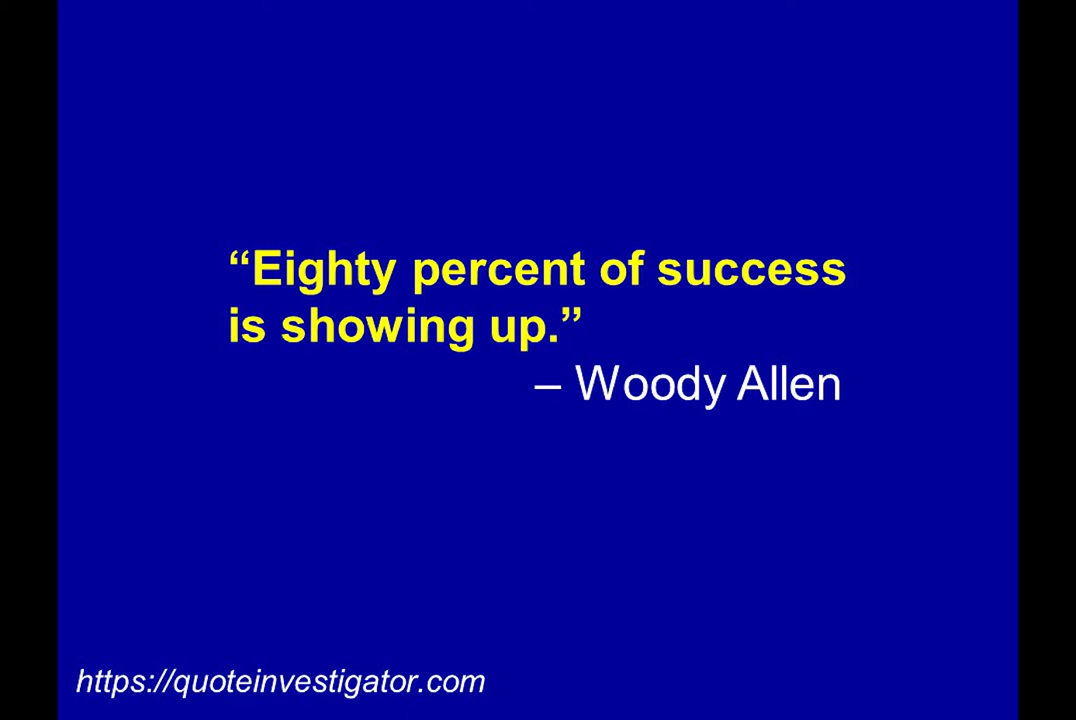 “Eighty percent of success
is showing up.”
– Woody Allen
https://quoteinvestigator.com